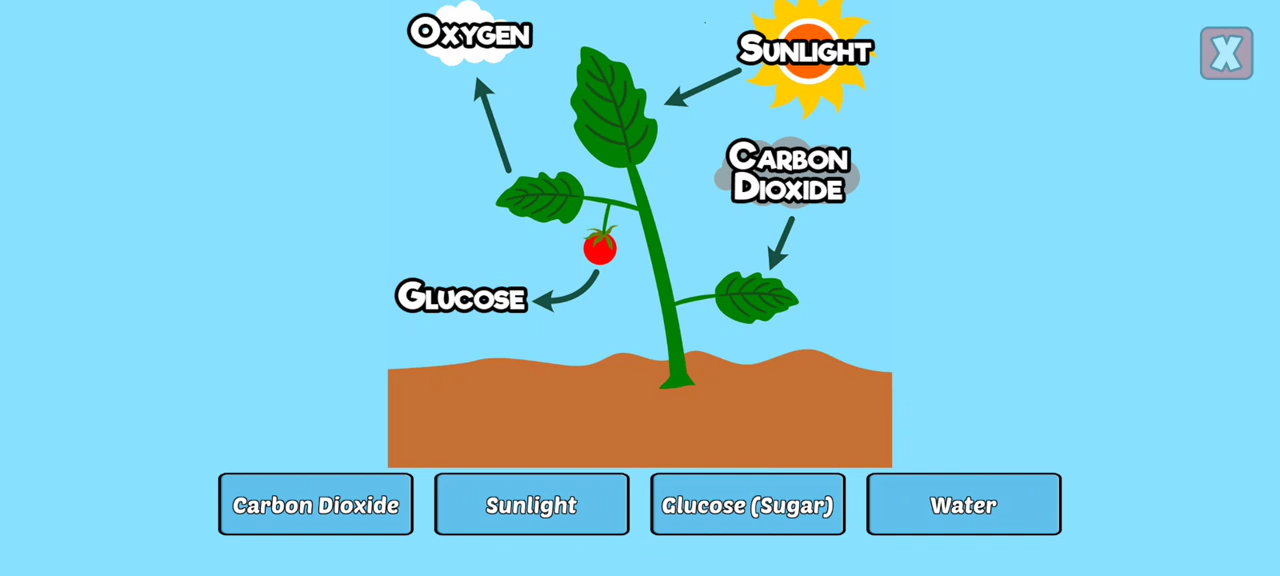 OXYGEN
SUNLIGHT
CARBON
DIOXIDE
GLUCOSE
Carbon Dioxide
Sunlight
Glucose (Sugar)
Water
X